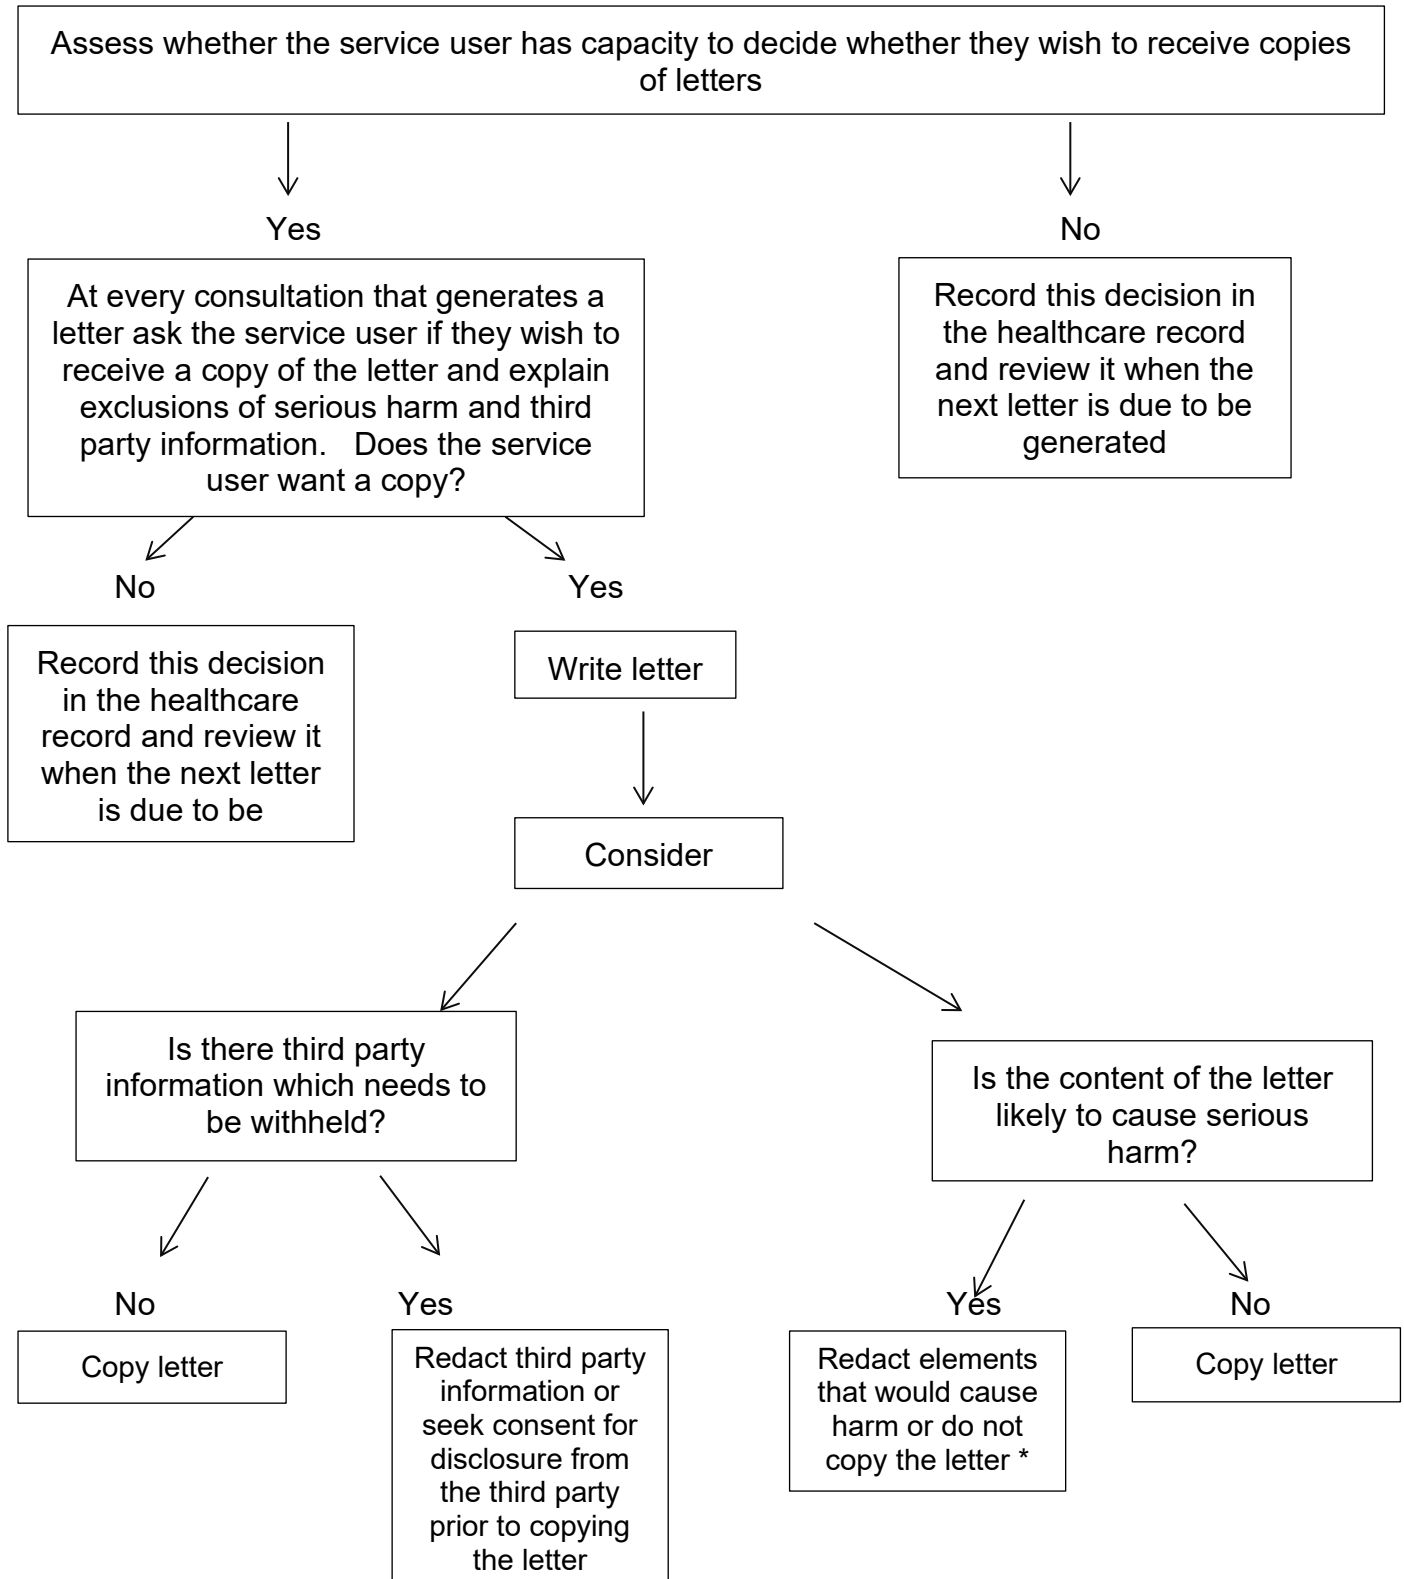 Assess whether the service user has capacity to decide whether they wish to receive copies
of letters
Yes
No
At every consultation that generates a
letter ask the service user if they wish to
receive a copy of the letter and explain
exclusions of serious harm and third
party information.   Does the service
user want a copy?
Record this decision in
the healthcare record
and review it when the
next letter is due to be
generated
No
Yes
Record this decision
in the healthcare
record and review it
when the next letter
is due to be
Write letter
Consider
Is there third party
information which needs to
be withheld?
Is the content of the letter
likely to cause serious
harm?
No
Yes
Yes
No
Copy letter
Redact third party
information or
seek consent for
disclosure from
the third party
prior to copying
the letter
Redact elements
that would cause
harm or do not
copy the letter *
Copy letter